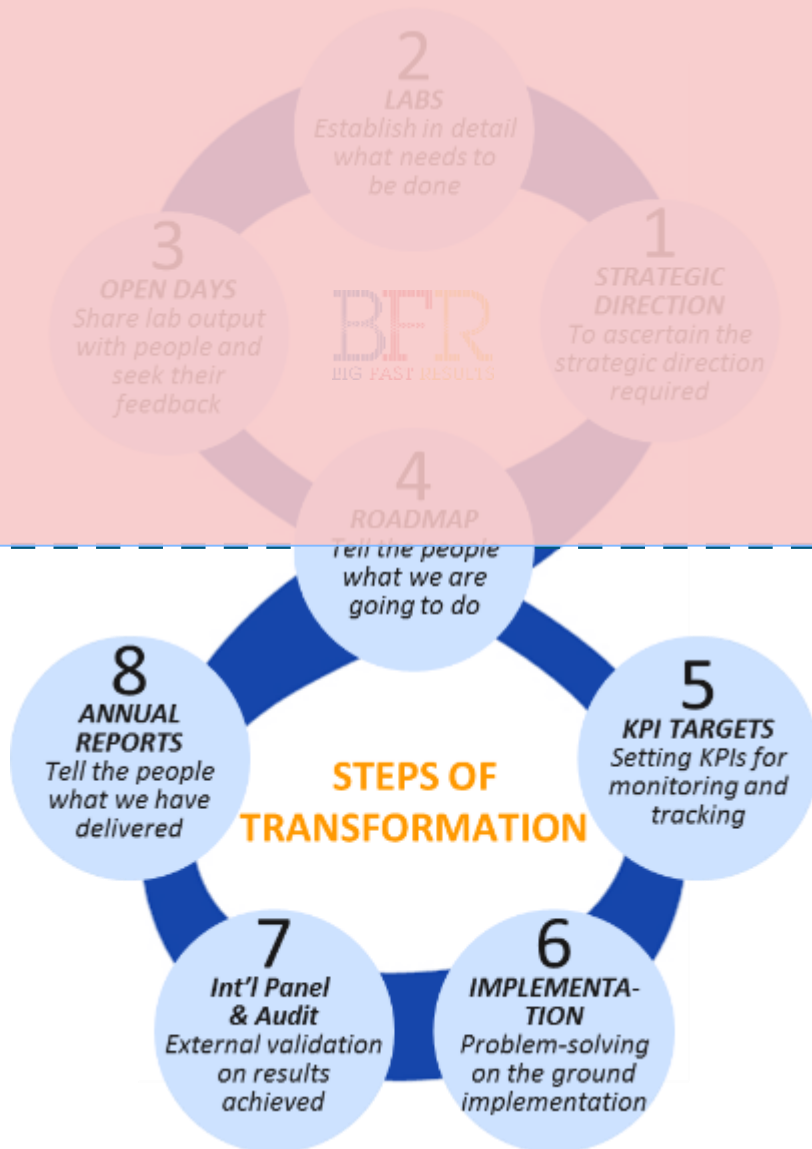 2
LABS
Establish in detail
what needs to
be done
3
OPEN DAYS
Share lab output
with people and
seek their
feedback
BFR
BIG FAST RESULTS
1
STRATEGIC
DIRECTION
To ascertain the
strategic direction
required
4
ROADMAP
Tell the people
what we are
going to do
8
ANNUAL
REPORTS
Tell the people
what we have
delivered
STEPS OF
TRANSFORMATION
5
KPI TARGETS
Setting KPIs for
monitoring and
tracking
7
Int'l Panel
& Audit
External validation
on results
achieved
6
IMPLEMENTA-
TION
Problem-solving
on the ground
implementation